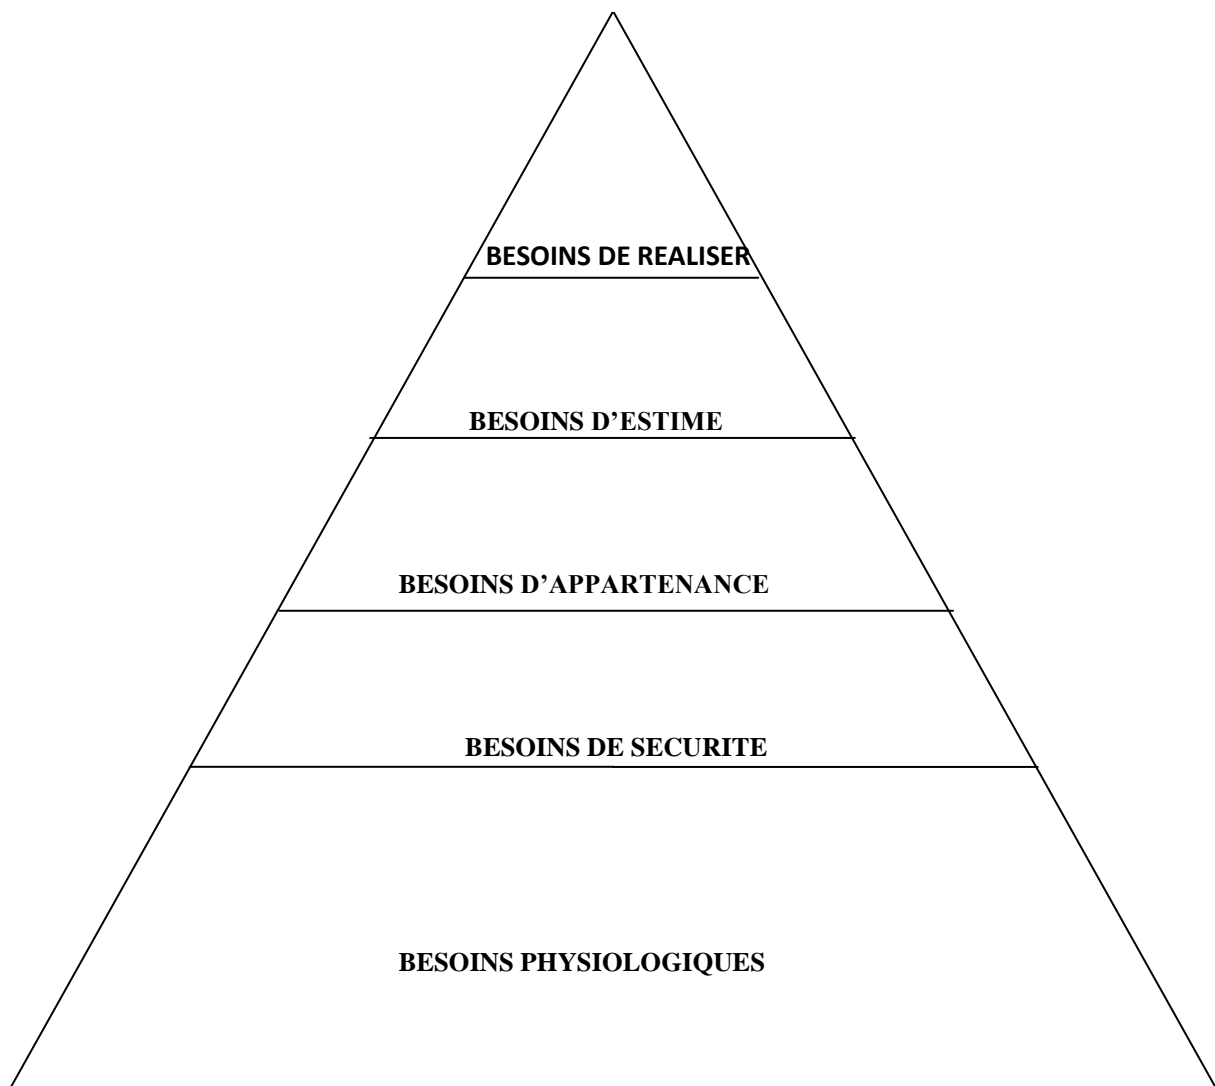 BESOINS DE REALISER
BESOINS D’ESTIME
BESOINS D’APPARTENANCE
BESOINS DE SECURITE
BESOINS PHYSIOLOGIQUES